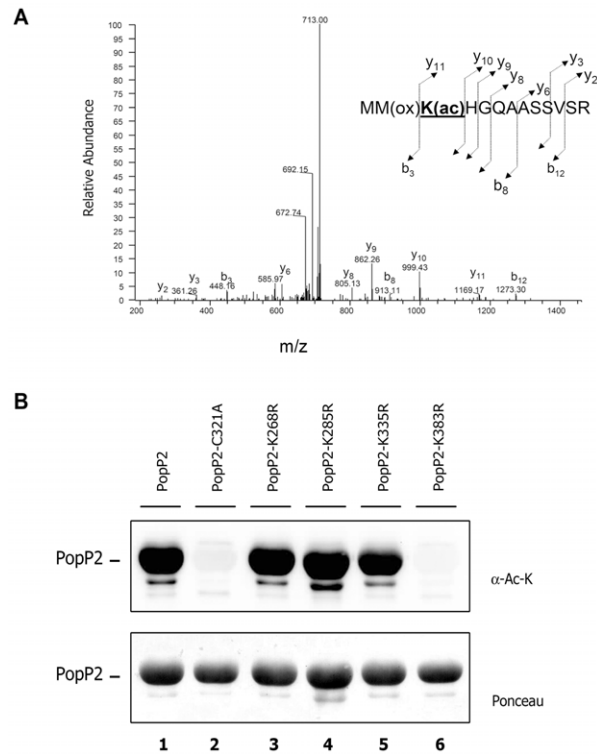 A
Relative Abundance
100
95
90
85
80
75
70
65
60
55
50
45
40
35
30
25
20
15
10
5
0
713.00
692.15
672.74
y2
y3
361.26
b3
448.16
585.97
y6
y8
805.13
y9
862.26
b8
913.11
y10
999.43
y11
1169.17
b12
1273.30
200 400 600 800 1000 1200 1400
m/z
y11 y10 y9 y8 y6 y3 y2
MM(ox)K(ac)HGQAASSVSR
b3 b8 b12
B
PopP2
PopP2-C321A
PopP2-K268R
PopP2-K285R
PopP2-K335R
PopP2-K383R
PopP2 –
α-Ac-K
PopP2 –
Ponceau
1 2 3 4 5 6